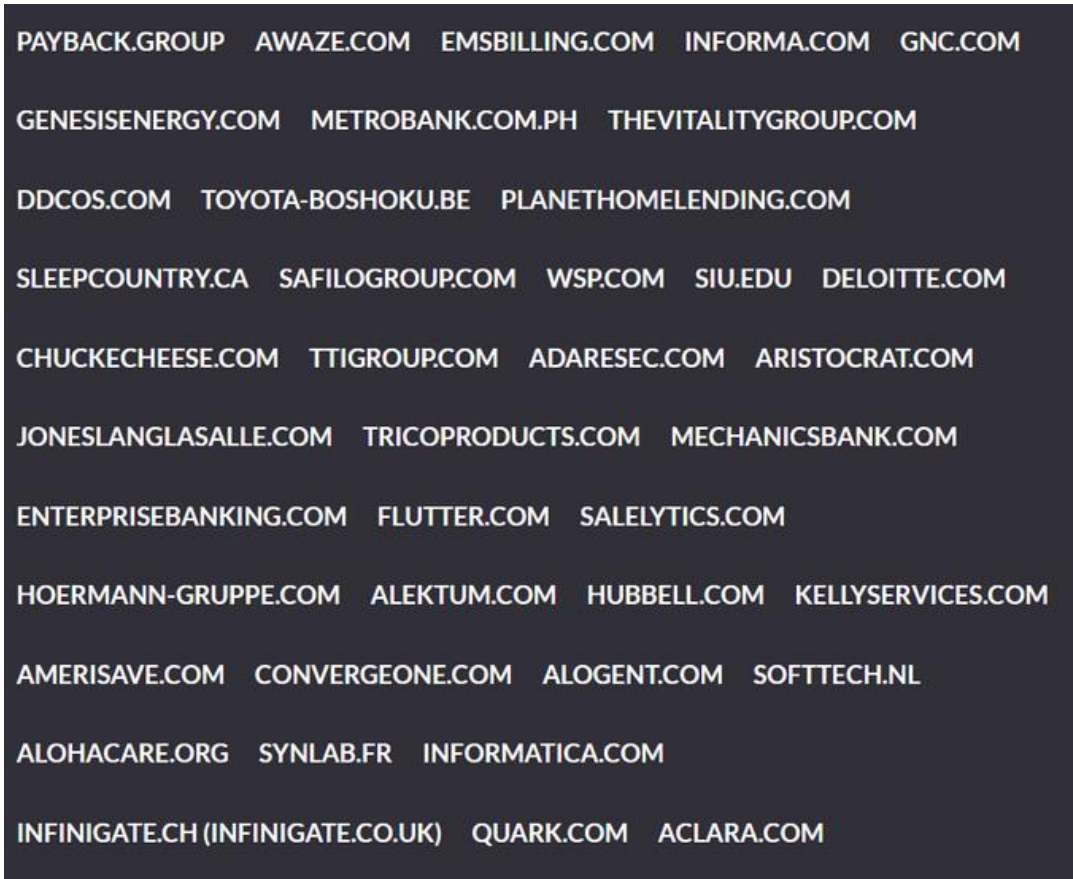 PAYBACK.GROUP AWAZE.COM EMSBILLING.COM INFORMA.COM GNC.COM
GENESISENERGY.COM METROBANK.COM.PH THEVITALITYGROUP.COM
DDCOS.COM TOYOTA-BOSHOKU.BE PLANETHOMELENDING.COM
SLEEPCOUNTRY.CA SAFILOGROUP.COM WSP.COM SIU.EDU DELOITTE.COM
CHUCKECHEESE.COM TTIGROUP.COM ADARESEC.COM ARISTOCRAT.COM
JONESLANGLASALLE.COM TRICOPRODUCTS.COM MECHANICSBANK.COM
ENTERPRISEBANKING.COM FLUTTER.COM SALELYTICS.COM
HOERMANN-GRUPPE.COM ALEKTUM.COM HUBBELL.COM KELLYSERVICES.COM
AMERISAVE.COM CONVERGEONE.COM ALOGENT.COM SOFTTECH.NL
ALOHACARE.ORG SYNLAB.FR INFORMATICA.COM
INFINIGATE.CH (INFINIGATE.CO.UK) QUARK.COM ACLARA.COM